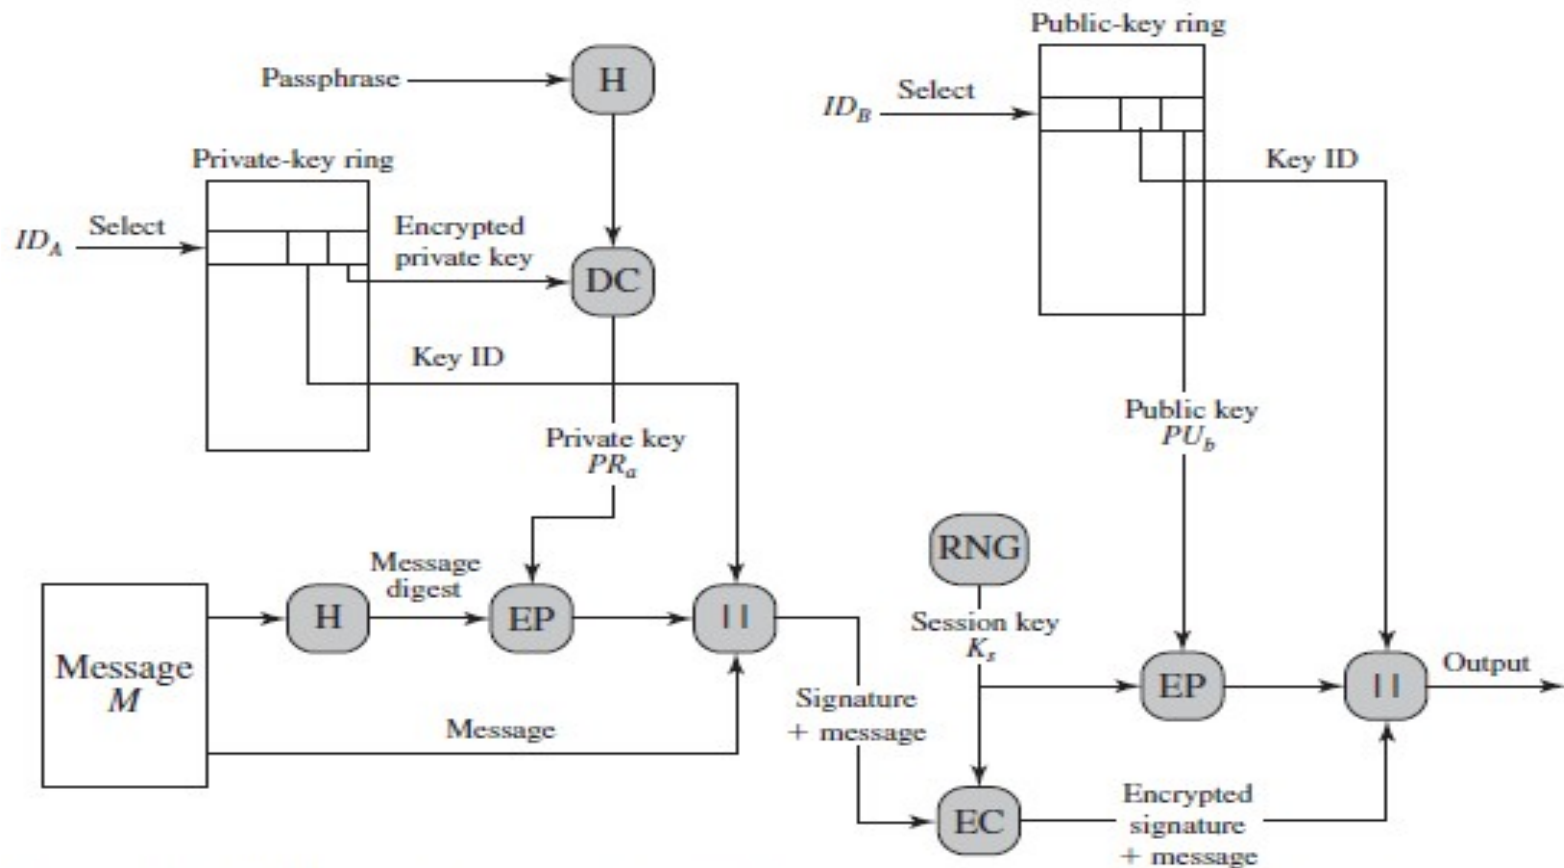 Public-key ring
Passphrase
H
ID_B
Select
Private-key ring
Key ID
ID_A
Select
Encrypted
private key
DC
Key ID
Public key
PU_b
Private key
PR_a
RNG
Message
digest
Session key
K_s
Message
M
H
EP
||
EP
||
Output
Signature
+ message
Message
EC
Encrypted
signature
+ message